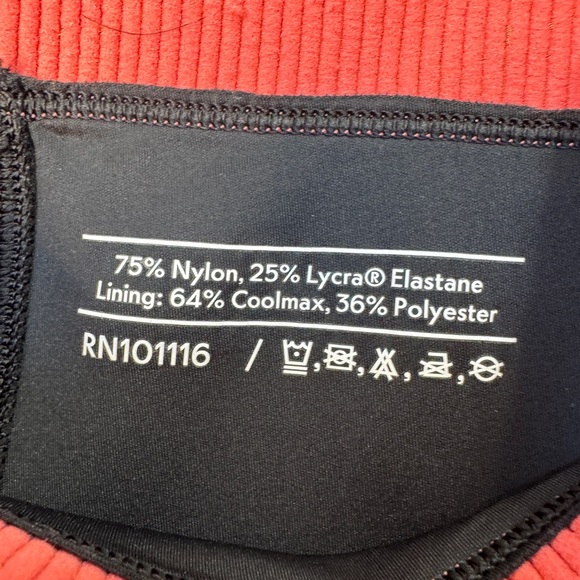 75% Nylon, 25% Lycra® Elastane
Lining: 64% Coolmax, 36% Polyester
RN101116 / , , , ,